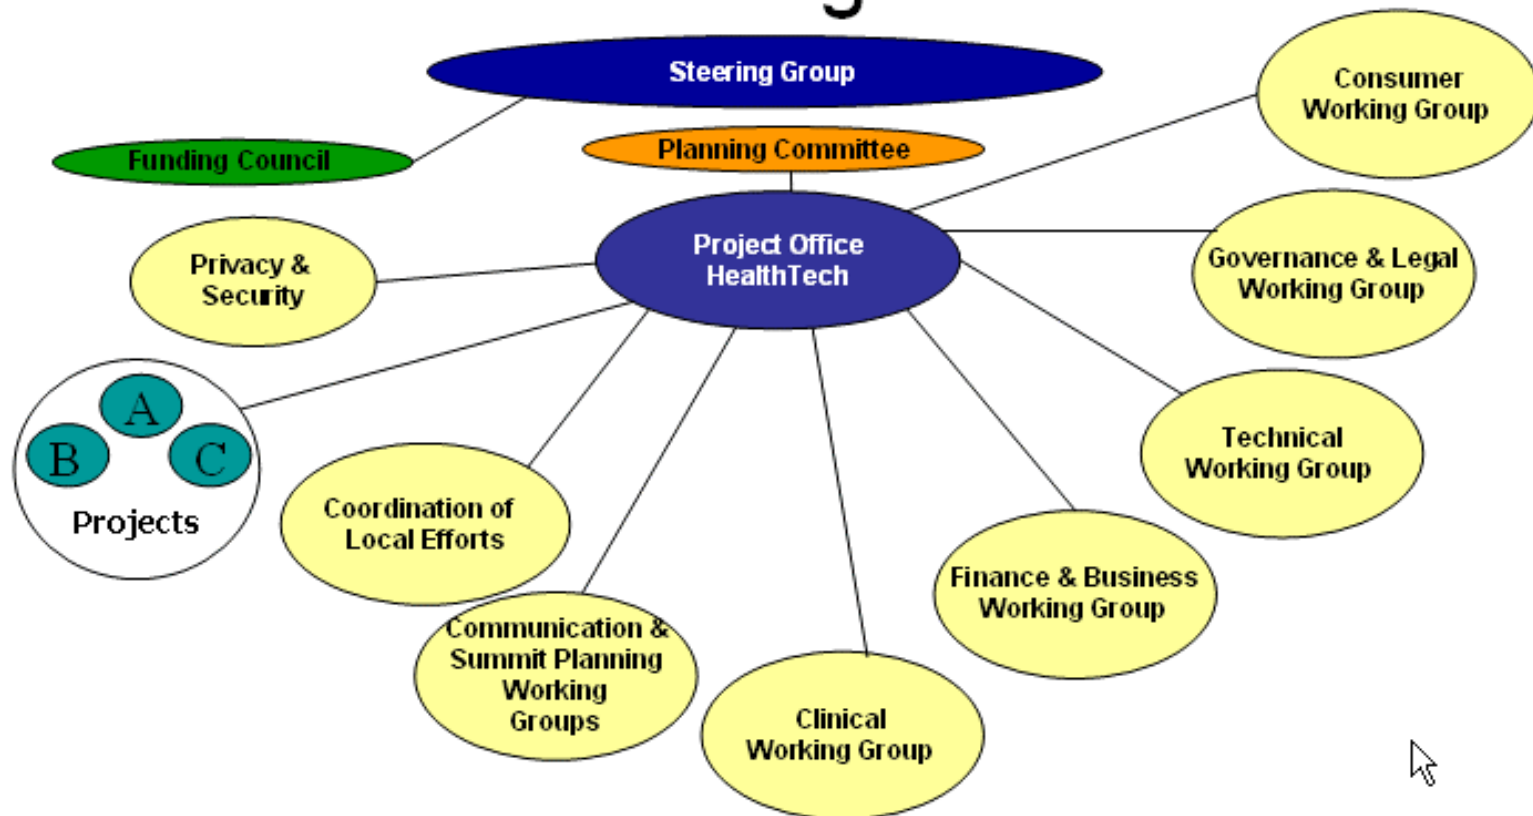 Steering Group
Consumer
Working Group
Funding Council
Planning Committee
Privacy &
Security
Project Office
HealthTech
Governance & Legal
Working Group
A
B
C
Projects
Coordination of
Local Efforts
Technical
Working Group
Finance & Business
Working Group
Communication &
Summit Planning
Working
Groups
Clinical
Working Group